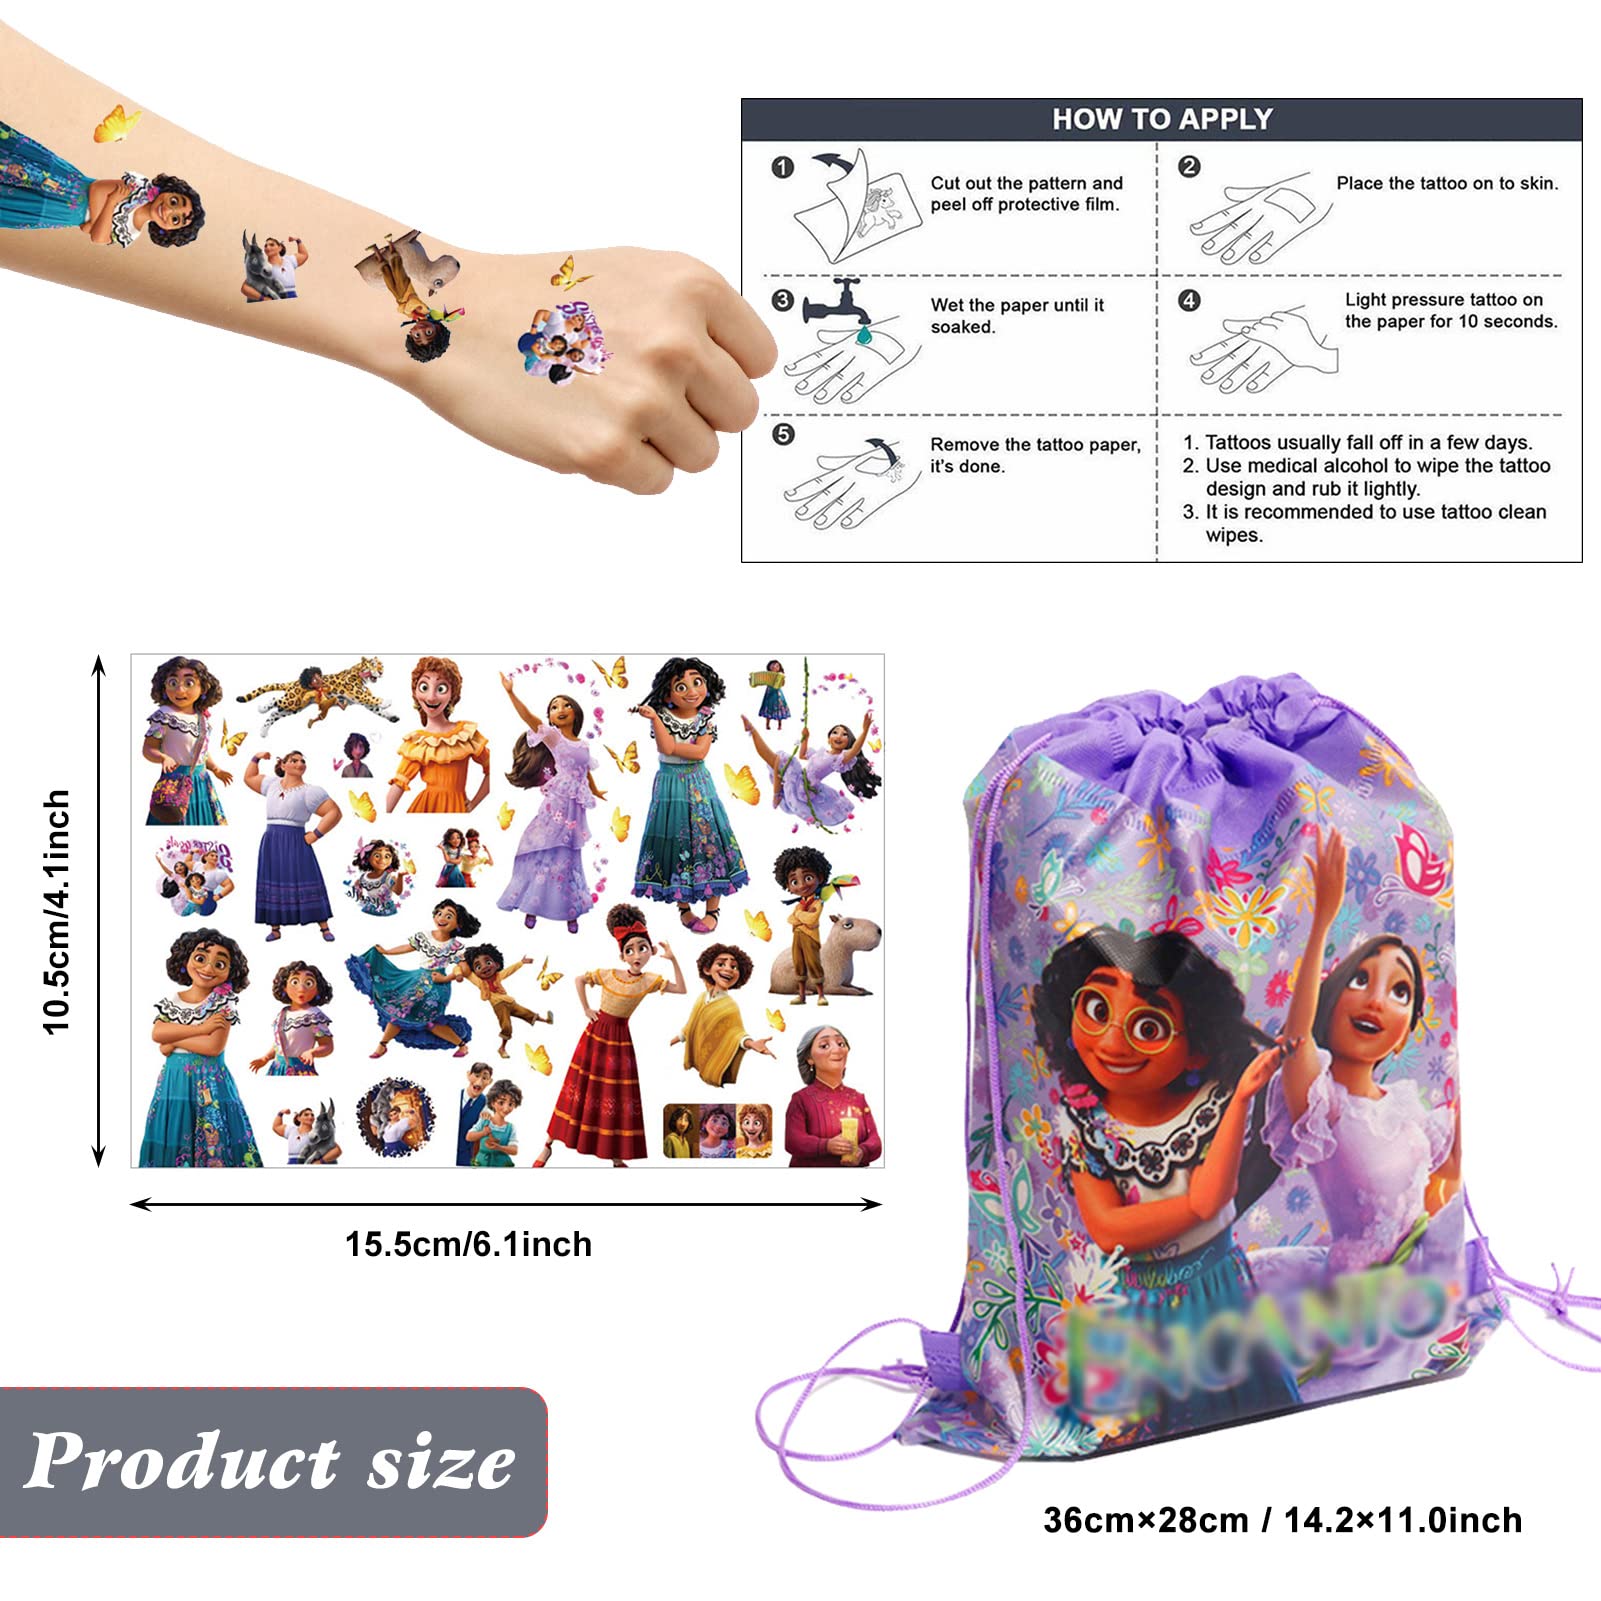 HOW TO APPLY
1
Cut out the pattern and
peel off protective film.
2
Place the tattoo on to skin.
3
Wet the paper until it
soaked.
4
Light pressure tattoo on
the paper for 10 seconds.
5
Remove the tattoo paper,
it's done.
1. Tattoos usually fall off in a few days.
2. Use medical alcohol to wipe the tattoo
design and rub it lightly.
3. It is recommended to use tattoo clean
wipes.
10.5cm/4.1inch
15.5cm/6.1inch
ENCANTO
Product size
36cm×28cm / 14.2×11.0inch